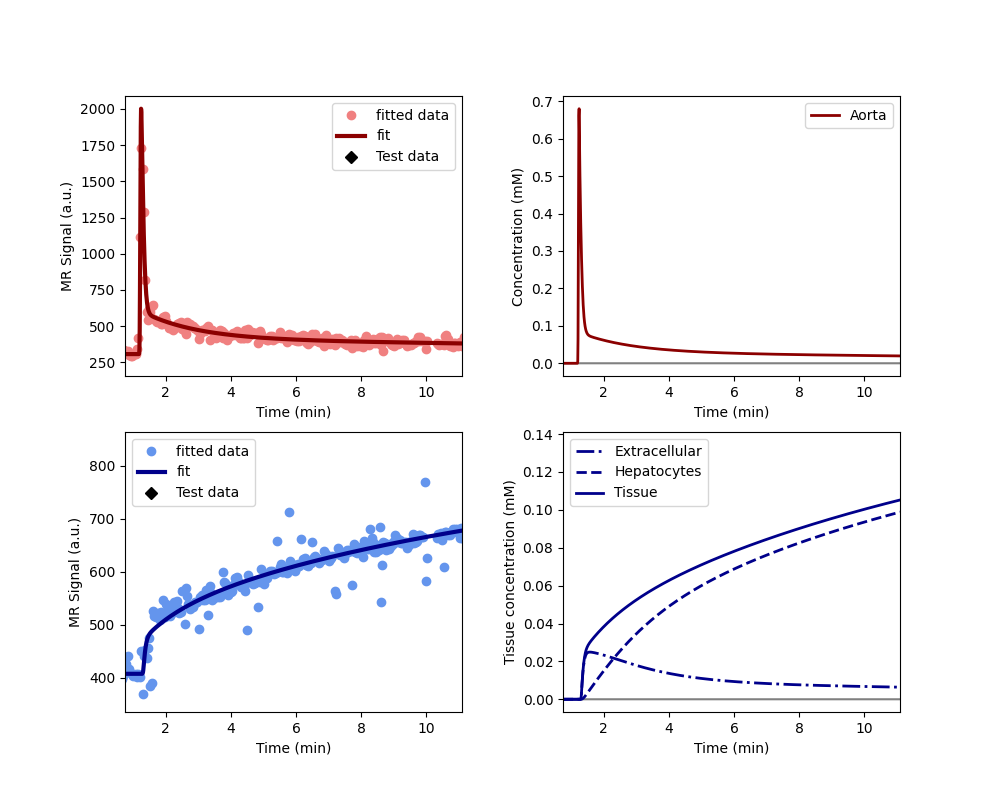 2000
1750
1500
1250
1000
750
500
250
MR Signal (a.u.)
fitted data
fit
Test data
2 4 6 8 10
Time (min)
0.7
0.6
0.5
0.4
0.3
0.2
0.1
0.0
Concentration (mM)
Aorta
2 4 6 8 10
Time (min)
800
700
600
500
400
MR Signal (a.u.)
fitted data
fit
Test data
2 4 6 8 10
Time (min)
0.14
0.12
0.10
0.08
0.06
0.04
0.02
0.00
Tissue concentration (mM)
Extracellular
Hepatocytes
Tissue
2 4 6 8 10
Time (min)